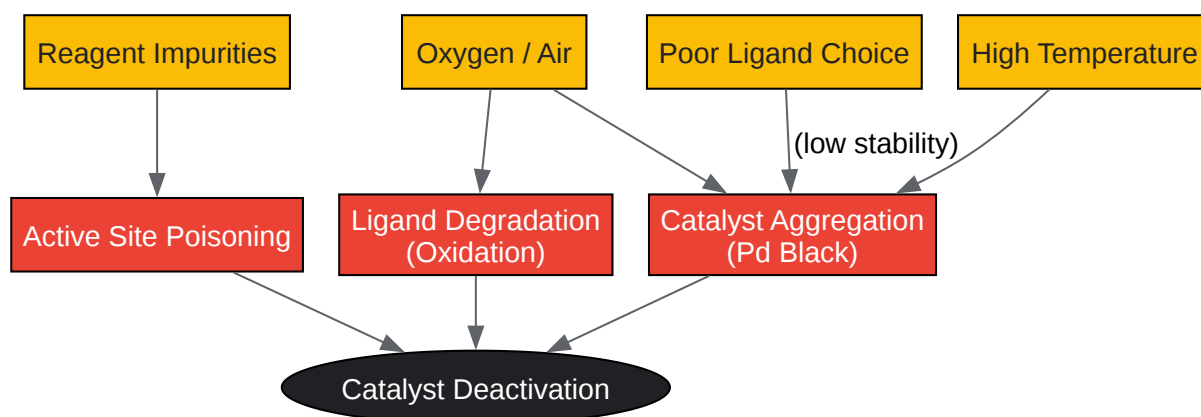 Reagent Impurities
Oxygen / Air
Poor Ligand Choice
High Temperature
(low stability)
Active Site Poisoning
Ligand Degradation
(Oxidation)
Catalyst Aggregation
(Pd Black)
Catalyst Deactivation